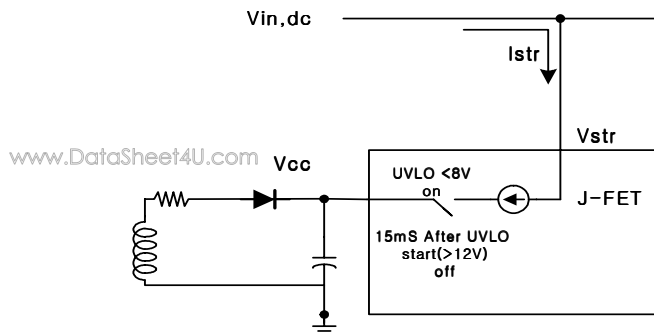 Vin,dc
Istr
Vstr
www.DataSheet4U.com
Vcc
UVLO <8V
on
J-FET
15mS After UVLO
start(>12V)
off